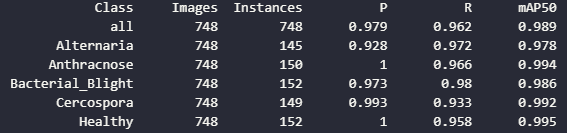 Class Images Instances P R mAP50
all 748 748 0.979 0.962 0.989
Alternaria 748 145 0.928 0.972 0.978
Anthracnose 748 150 1 0.966 0.994
Bacterial_Blight 748 152 0.973 0.98 0.986
Cercospora 748 149 0.993 0.933 0.992
Healthy 748 152 1 0.958 0.995